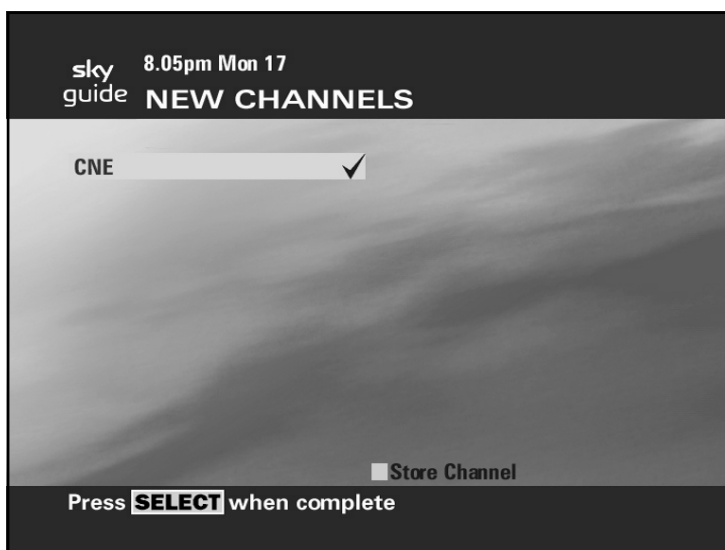 sky guide
8.05pm Mon 17
NEW CHANNELS
CNE
Store Channel
Press SELECT when complete